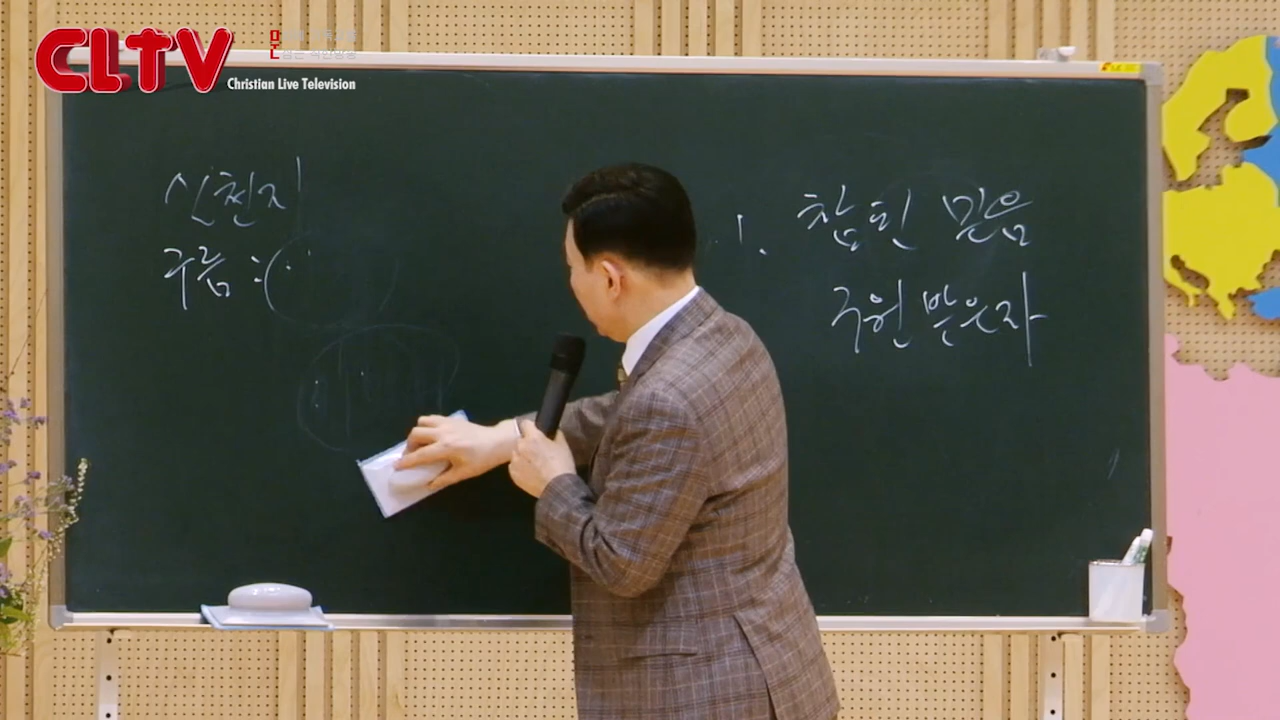 CLTV
Christian Live Television
신천지
구름 :(
1. 참된 믿음
구원 받은자